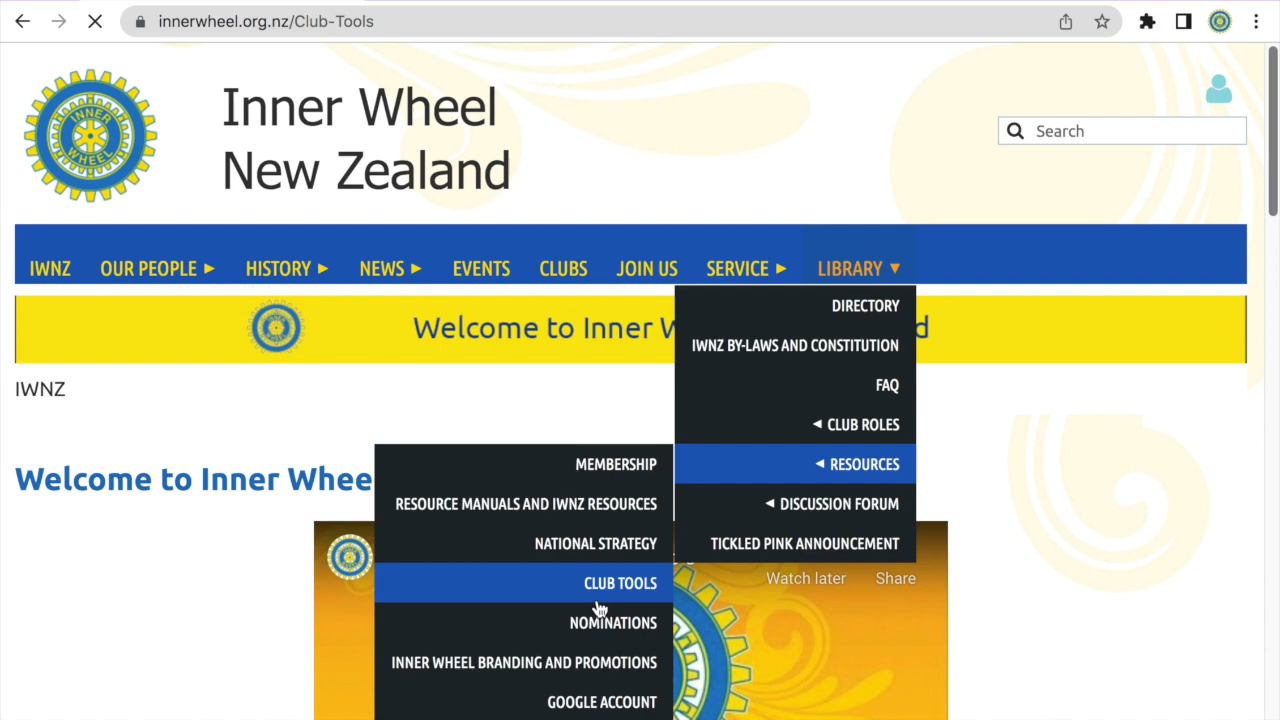 innerwheel.org.nz/Club-Tools
INNER
WHEEL
Inner Wheel
New Zealand
Search
IWNZ OUR PEOPLE ► HISTORY ► NEWS ► EVENTS CLUBS JOIN US SERVICE ► LIBRARY ▼
DIRECTORY
Welcome to Inner W
d
IWNZ BY-LAWS AND CONSTITUTION
IWNZ
FAQ
◄ CLUB ROLES
Welcome to Inner Whee
MEMBERSHIP
◄ RESOURCES
RESOURCE MANUALS AND IWNZ RESOURCES
◄ DISCUSSION FORUM
NATIONAL STRATEGY
TICKLED PINK ANNOUNCEMENT
CLUB TOOLS
Watch later Share
NOMINATIONS
INNER WHEEL BRANDING AND PROMOTIONS
GOOGLE ACCOUNT